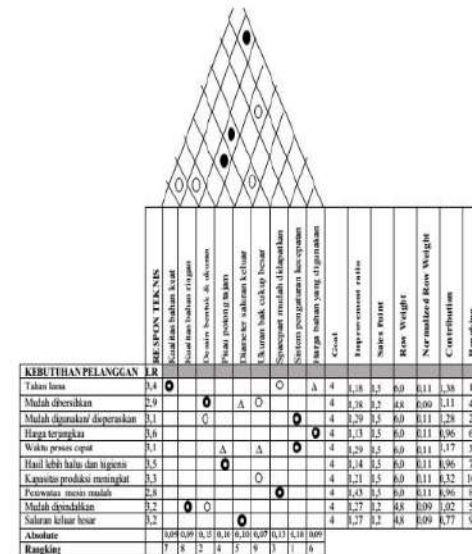 RESPON TEKNIS
Kualitas bahan kuat
Kualitas bahan ringan
Desain bentuk & ukuran
Pisau potong tajam
Diameter saluran keluar
Ukuran bak cukup besar
Sparepart mudah didapatkan
Sistem pengaturan kecepatan
Harga bahan yang digunakan
Goal
Improvement ratio
Sales Point
Row Weight
Normalized Row Weight
Contribution
KEBUTUHAN PELANGGAN LR
Tahan lama 3,4 4 1,18 1,5 6,0 0,11 1,38
Mudah dibersihkan 2,9 4 1,38 1,2 4,8 0,09 1,11
Mudah digunakan/ dioperasikan 3,1 4 1,29 1,5 6,0 0,11 1,28
Harga terjangkau 3,6 4 1,13 1,5 6,0 0,11 0,96
Waktu proses cepat 3,1 4 1,29 1,5 6,0 0,11 1,17
Hasil lebih halus dan higienis 4 1,14 1,5 6,0 0,11 0,96
Kapasitas produksi meningkat 3,3 4 1,21 1,5 6,0 0,11 0,32
Perawatan mesin mudah 2,8 4 1,43 1,5 6,0 0,11 0,96
Mudah dipindahkan 3,2 4 1,27 1,2 4,8 0,09 1,02
Saluran keluar besar 3,2 4 1,27 1,2 4,8 0,09 0,77
Absolute 0,09 0,09 0,15 0,10 0,07 0,13 0,18 0,09
Rangking 7 8 2 4 5 9 3 1 6